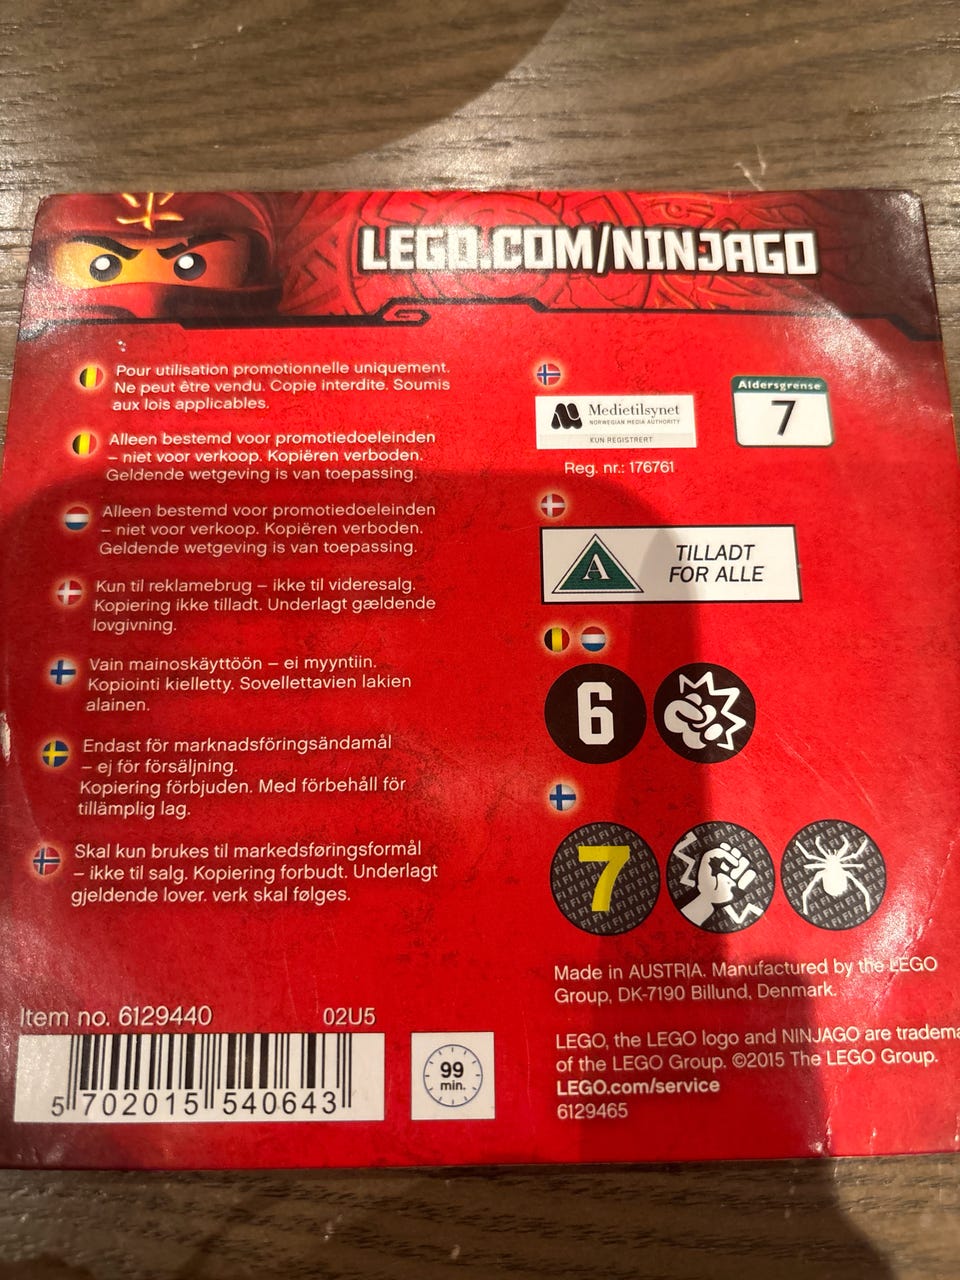 LEGO.COM/NINJAGO
Pour utilisation promotionnelle uniquement.
Ne peut être vendu. Copie interdite. Soumis
aux lois applicables.
Alleen bestemd voor promotiedoeleinden
– niet voor verkoop. Kopiëren verboden.
Geldende wetgeving is van toepassing.
Alleen bestemd voor promotiedoeleinden
– niet voor verkoop. Kopiëren verboden.
Geldende wetgeving is van toepassing.
Kun til reklamebrug – ikke til videresalg.
Kopiering ikke tilladt. Underlagt gældende
lovgivning.
Vain mainoskäyttöön – ei myyntiin.
Kopiointi kielletty. Sovellettavien lakien
alainen.
Endast för marknadsföringsändamål
– ej för försäljning.
Kopiering förbjuden. Med förbehåll för
tillämplig lag.
Skal kun brukes til markedsføringsformål
– ikke til salg. Kopiering forbudt. Underlagt
gjeldende lover. verk skal følges.
Item no. 6129440 02U5
5 702015 540643
99
min.
Medietilsynet
NORWEGIAN MEDIA AUTHORITY
KUN REGISTRERT
Reg. nr.: 176761
Aldersgrense
7
A
TILLADT
FOR ALLE
6
7
Made in AUSTRIA. Manufactured by the LEGO
Group, DK-7190 Billund, Denmark.
LEGO, the LEGO logo and NINJAGO are tradema
of the LEGO Group. ©2015 The LEGO Group.
LEGO.com/service
6129465